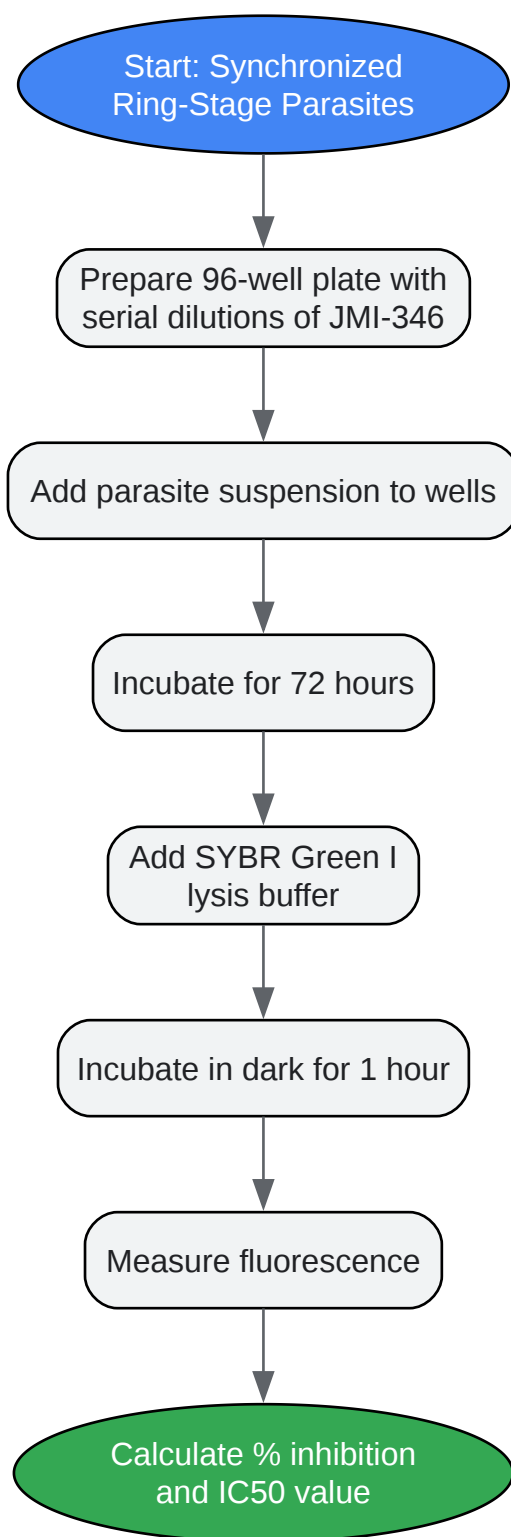 Start: Synchronized
Ring-Stage Parasites
Prepare 96-well plate with
serial dilutions of JMI-346
Add parasite suspension to wells
Incubate for 72 hours
Add SYBR Green I
lysis buffer
Incubate in dark for 1 hour
Measure fluorescence
Calculate % inhibition
and IC50 value